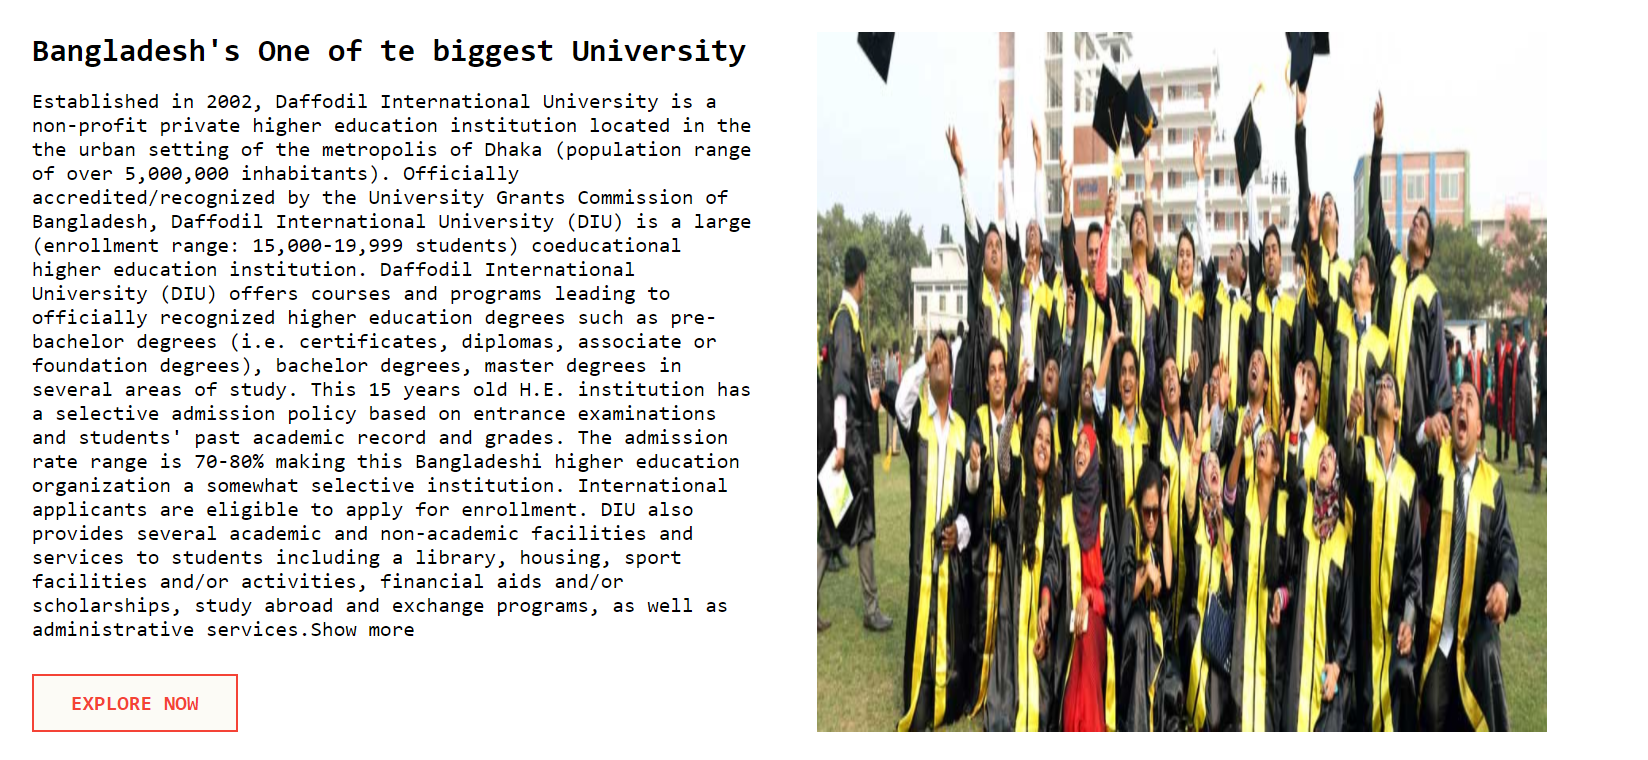 Bangladesh's One of te biggest University
Established in 2002, Daffodil International University is a
non-profit private higher education institution located in the
the urban setting of the metropolis of Dhaka (population range
of over 5,000,000 inhabitants). Officially
accredited/recognized by the University Grants Commission of
Bangladesh, Daffodil International University (DIU) is a large
(enrollment range: 15,000-19,999 students) coeducational
higher education institution. Daffodil International
University (DIU) offers courses and programs leading to
officially recognized higher education degrees such as pre-
bachelor degrees (i.e. certificates, diplomas, associate or
foundation degrees), bachelor degrees, master degrees in
several areas of study. This 15 years old H.E. institution has
a selective admission policy based on entrance examinations
and students' past academic record and grades. The admission
rate range is 70-80% making this Bangladeshi higher education
organization a somewhat selective institution. International
applicants are eligible to apply for enrollment. DIU also
provides several academic and non-academic facilities and
services to students including a library, housing, sport
facilities and/or activities, financial aids and/or
scholarships, study abroad and exchange programs, as well as
administrative services.Show more
EXPLORE NOW